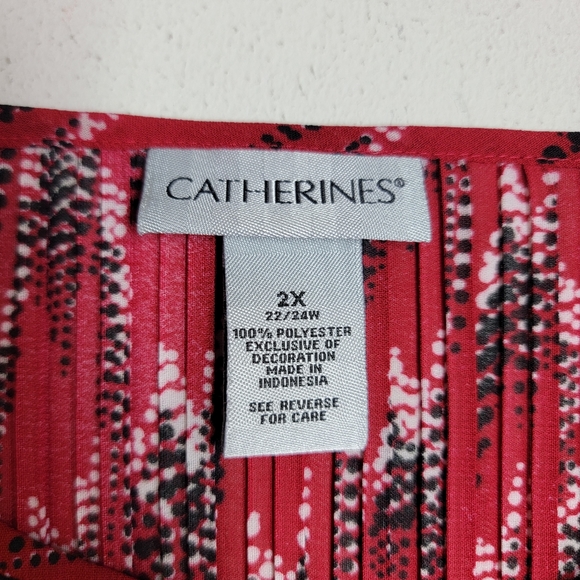 CATHERINES®
2X
22/24W
100% POLYESTER
EXCLUSIVE OF
DECORATION
MADE IN
INDONESIA
SEE REVERSE
FOR CARE